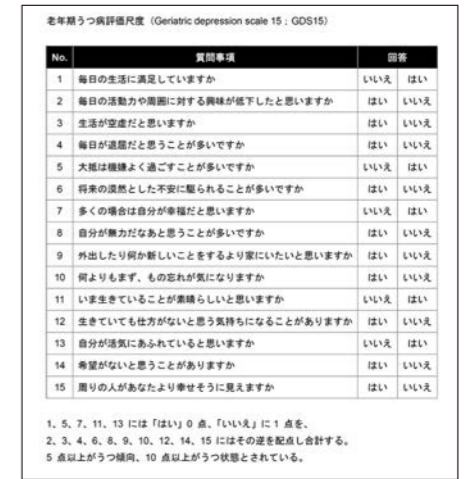 老年期うつ病評価尺度（Geriatric depression scale 15；GDS15）
No. 質問事項 回答
1 毎日の生活に満足していますか いいえ はい
2 毎日の活動力や周囲に対する興味が低下したと思いますか はい いいえ
3 生活が空虚だと思いますか はい いいえ
4 毎日が退屈だと思うことが多いですか はい いいえ
5 大抵は機嫌よく過ごすことが多いですか いいえ はい
6 将来の漠然とした不安に駆られることが多いですか はい いいえ
7 多くの場合は自分が幸福だと思いますか いいえ はい
8 自分が無力だなあと思うことが多いですか はい いいえ
9 外出したり何か新しいことをするより家にいたいと思いますか はい いいえ
10 何よりもまず、もの忘れが気になりますか はい いいえ
11 いま生きていることが素晴らしいと思いますか いいえ はい
12 生きていても仕方がないと思う気持ちになることがありますか はい いいえ
13 自分が活気にあふれていると思いますか いいえ はい
14 希望がないと思うことがありますか はい いいえ
15 周りの人があなたより幸せそうに見えますか はい いいえ
1、5、7、11、13 には「はい」0 点、「いいえ」に 1 点を、
2、3、4、6、8、9、10、12、14、15 にはその逆を配点し合計する。
5 点以上がうつ傾向、10 点以上がうつ状態とされている。